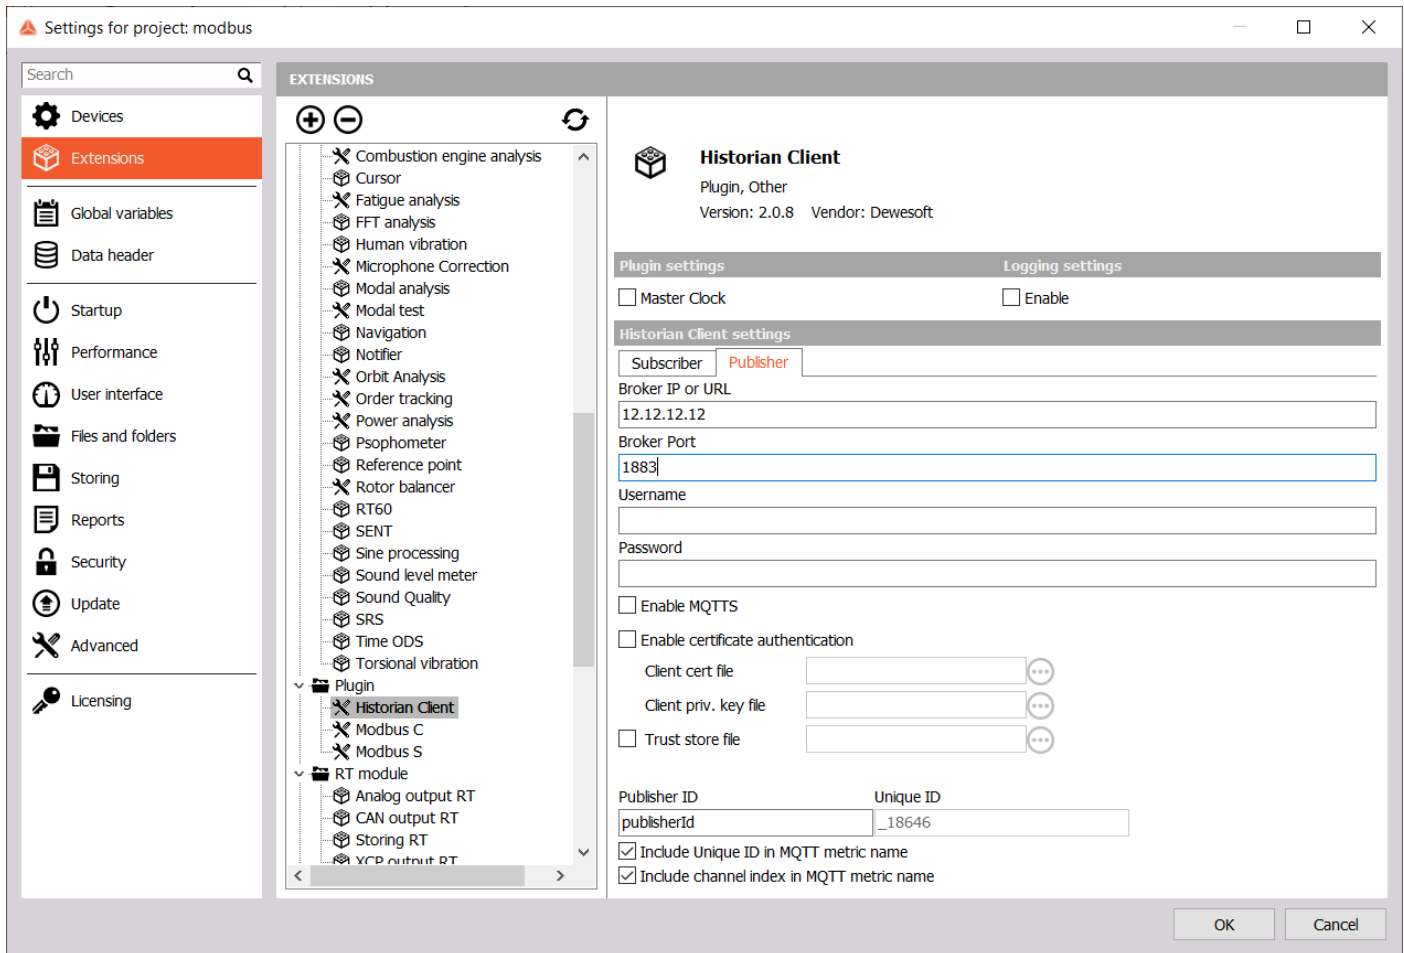 Settings for project: modbus
Search
Devices
Extensions
Global variables
Data header
Startup
Performance
User interface
Files and folders
Storing
Reports
Security
Update
Advanced
Licensing
EXTENSIONS
Combustion engine analysis
Cursor
Fatigue analysis
FFT analysis
Human vibration
Microphone Correction
Modal analysis
Modal test
Navigation
Notifier
Orbit Analysis
Order tracking
Power analysis
Psophometer
Reference point
Rotor balancer
RT60
SENT
Sine processing
Sound level meter
Sound Quality
SRS
Time ODS
Torsional vibration
Plugin
Historian Client
Modbus C
Modbus S
RT module
Analog output RT
CAN output RT
Storing RT
XCP output RT
Historian Client
Plugin, Other
Version: 2.0.8 Vendor: Dewesoft
Plugin settings Logging settings
Master Clock Enable
Historian Client settings
Subscriber Publisher
Broker IP or URL
12.12.12.12
Broker Port
1883
Username
Password
Enable MQTTS
Enable certificate authentication
Client cert file
Client priv. key file
Trust store file
Publisher ID Unique ID
publisherId _18646
Include Unique ID in MQTT metric name
Include channel index in MQTT metric name
OK Cancel